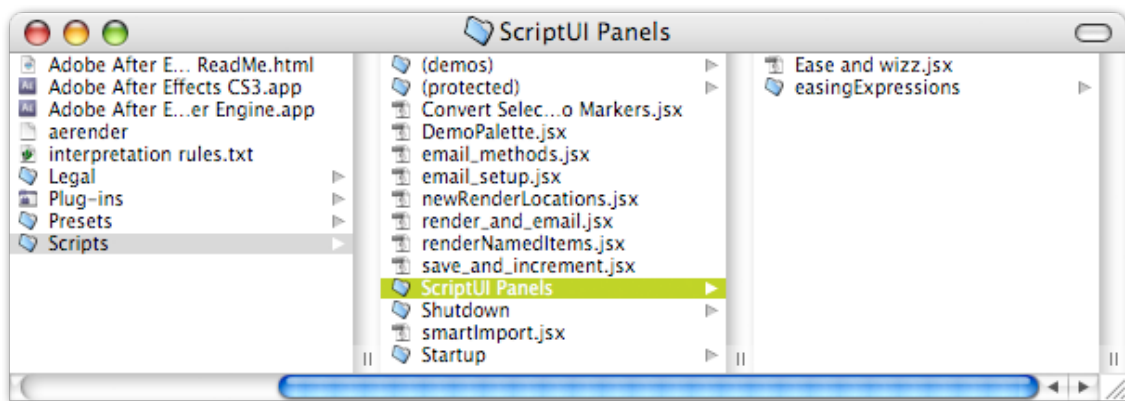 ScriptUI Panels
Adobe After E... ReadMe.html
Adobe After Effects CS3.app
Adobe After E...er Engine.app
aerender
interpretation rules.txt
Legal
Plug-ins
Presets
Scripts
(demos)
(protected)
Convert Selec...o Markers.jsx
DemoPalette.jsx
email_methods.jsx
email_setup.jsx
newRenderLocations.jsx
render_and_email.jsx
renderNamedItems.jsx
save_and_increment.jsx
ScriptUI Panels
Shutdown
smartImport.jsx
Startup
Ease and wizz.jsx
easingExpressions